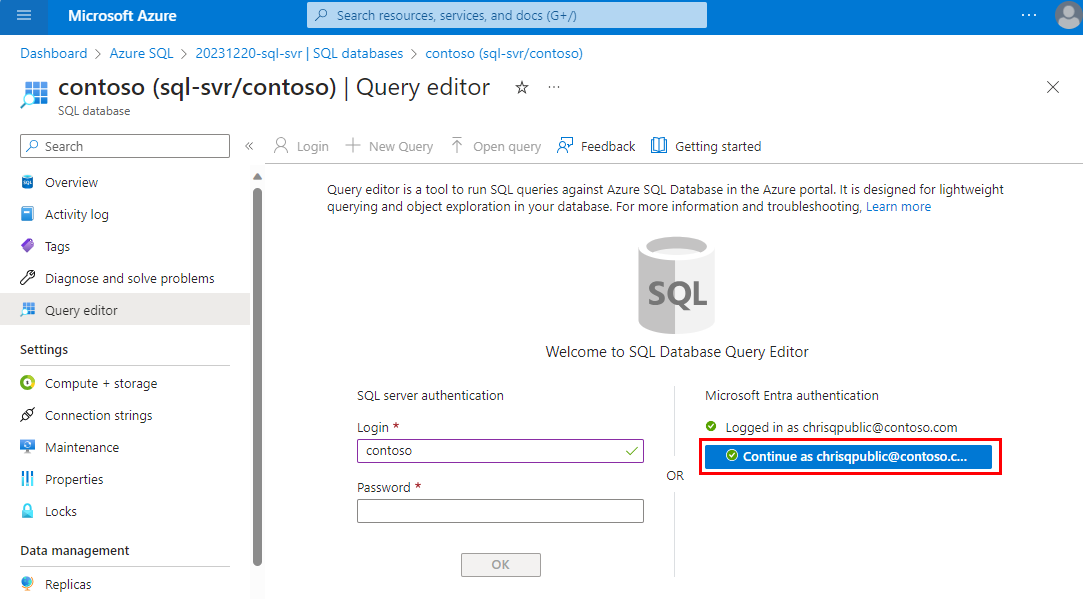 Microsoft Azure
Search resources, services, and docs (G+/)
Dashboard > Azure SQL > 20231220-sql-svr | SQL databases > contoso (sql-svr/contoso)
contoso (sql-svr/contoso) | Query editor
SQL database
Search
Login
New Query
Open query
Feedback
Getting started
Overview
Activity log
Tags
Diagnose and solve problems
Query editor
Settings
Compute + storage
Connection strings
Maintenance
Properties
Locks
Data management
Replicas
Query editor is a tool to run SQL queries against Azure SQL Database in the Azure portal. It is designed for lightweight
querying and object exploration in your database. For more information and troubleshooting, Learn more
SQL
Welcome to SQL Database Query Editor
SQL server authentication
Login *
contoso
Password *
OK
OR
Microsoft Entra authentication
Logged in as chrisqpublic@contoso.com
Continue as chrisqpublic@contoso.c...